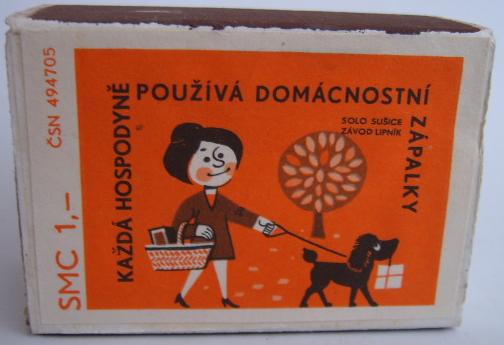 ČSN 494705
SMC 1,-
KAŽDÁ HOSPODYNĚ
POUŽÍVÁ DOMÁCNOSTNÍ
ZÁPALKY
SOLO SUŠICE
ZÁVOD LIPNÍK